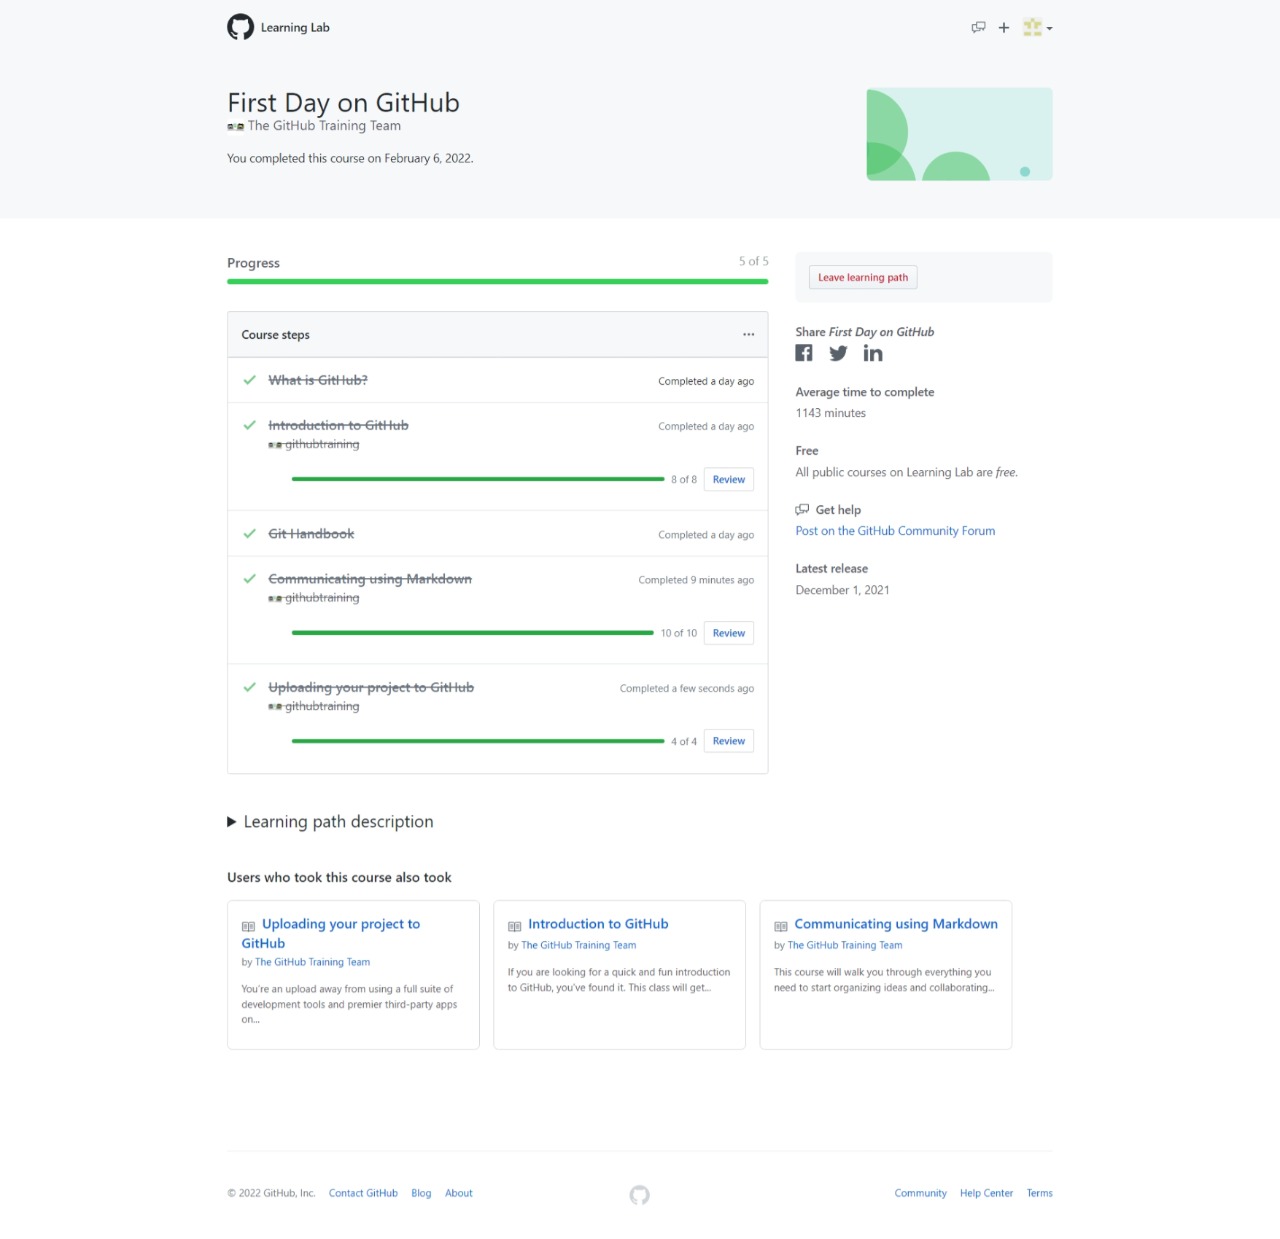 Learning Lab
First Day on GitHub
The GitHub Training Team
You completed this course on February 6, 2022.
Progress
5 of 5
Course steps
What is GitHub?
Completed a day ago
Introduction to GitHub
Completed a day ago
githubtraining
8 of 8
Review
Git Handbook
Completed a day ago
Communicating using Markdown
Completed 9 minutes ago
githubtraining
10 of 10
Review
Uploading your project to GitHub
Completed a few seconds ago
githubtraining
4 of 4
Review
Leave learning path
Share First Day on GitHub
Average time to complete
1143 minutes
Free
All public courses on Learning Lab are free.
Get help
Post on the GitHub Community Forum
Latest release
December 1, 2021
Learning path description
Users who took this course also took
Uploading your project to
GitHub
by The GitHub Training Team
You're an upload away from using a full suite of
development tools and premier third-party apps
on...
Introduction to GitHub
by The GitHub Training Team
If you are looking for a quick and fun introduction
to GitHub, you've found it. This class will get...
Communicating using Markdown
by The GitHub Training Team
This course will walk you through everything you
need to start organizing ideas and collaborating...
© 2022 GitHub, Inc.
Contact GitHub
Blog
About
Community
Help Center
Terms